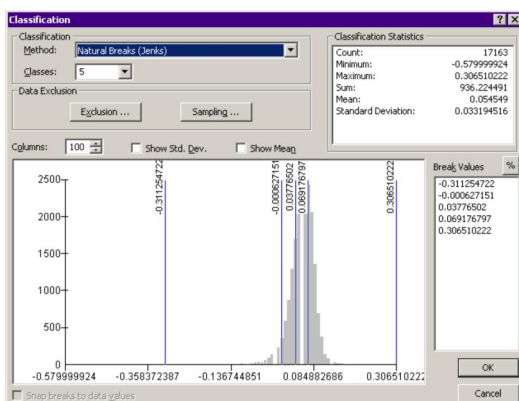 Classification
Classification
Method: Natural Breaks (Jenks)
Classes: 5
Data Exclusion
Exclusion ... Sampling ...
Classification Statistics
Count: 17163
Minimum: -0.579999924
Maximum: 0.306510222
Sum: 936.224491
Mean: 0.054549
Standard Deviation: 0.033194516
Columns: 100 Show Std. Dev. Show Mean
Break Values %
-0.311254722
-0.000627151
0.03776502
0.069176797
0.306510222
-0.311254722
-0.000627151
0.03776502
0.069176797
0.306510222
2500
2000
1500
1000
500
0
-0.579999924 -0.358372387 -0.136744851 0.084882686 0.306510222
Snap breaks to data values
OK
Cancel